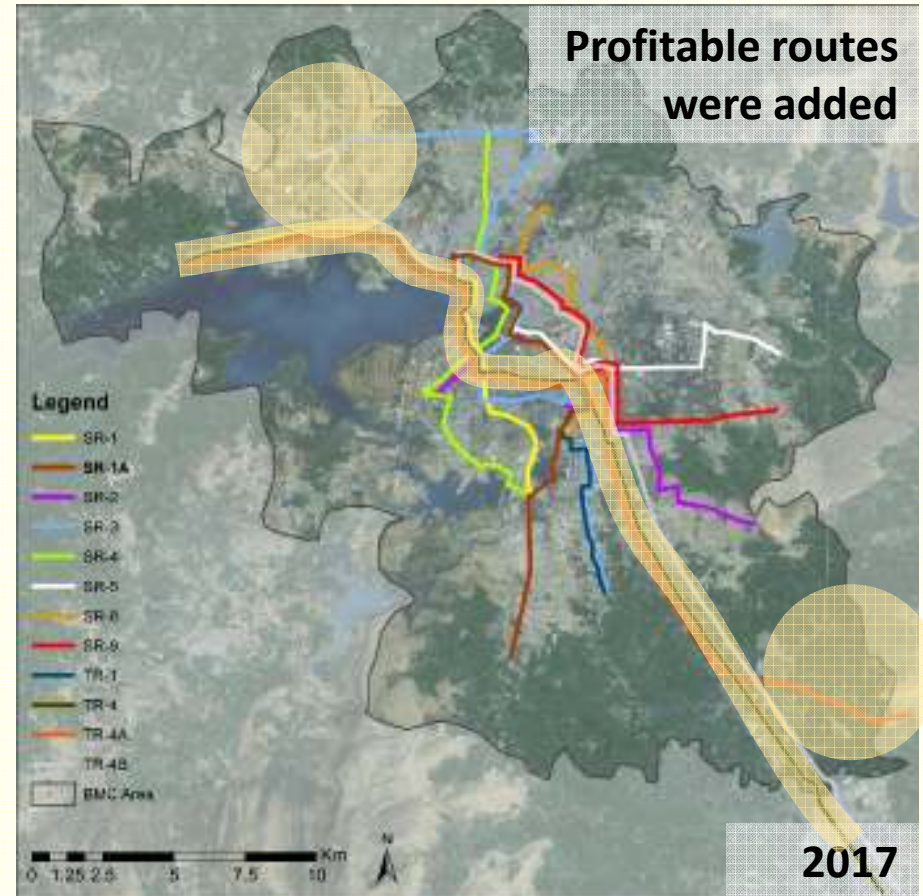 Profitable routes
were added
Legend
SR-1
SR-1A
SR-2
SR-3
SR-4
SR-5
SR-8
SR-9
TR-1
TR-4
TR-4A
TR-4B
BMC Area
N
Km
0 1.25 2.5 5 7.5 10
2017